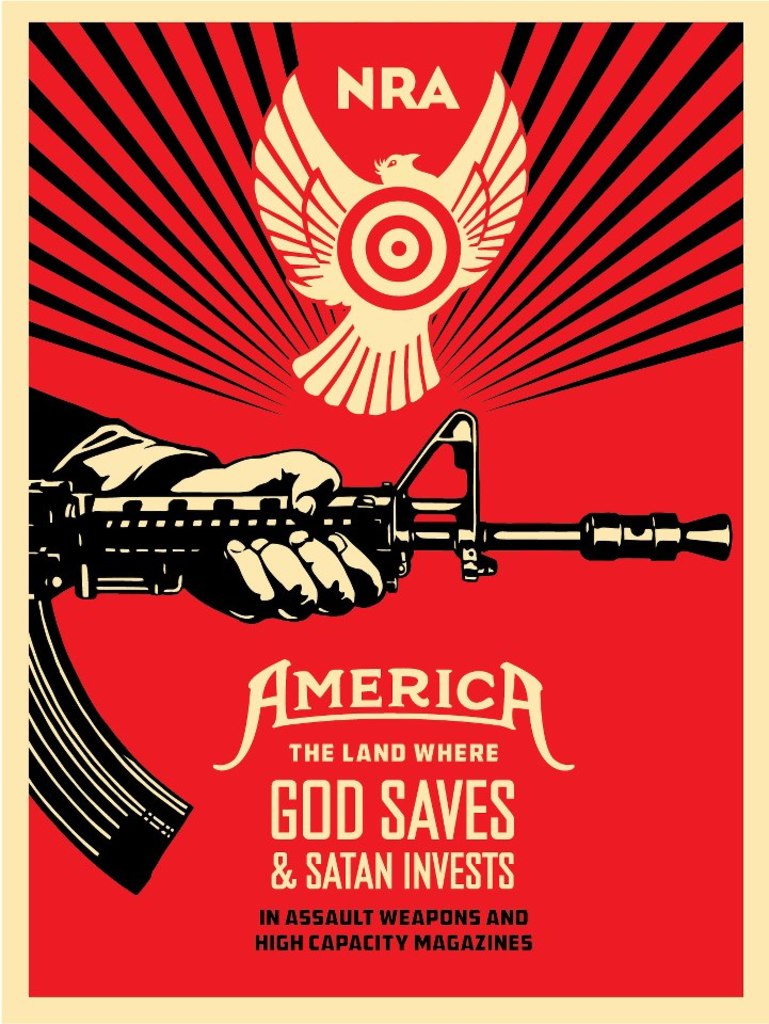 NRA
AMERICA
THE LAND WHERE
GOD SAVES
& SATAN INVESTS
IN ASSAULT WEAPONS AND
HIGH CAPACITY MAGAZINES